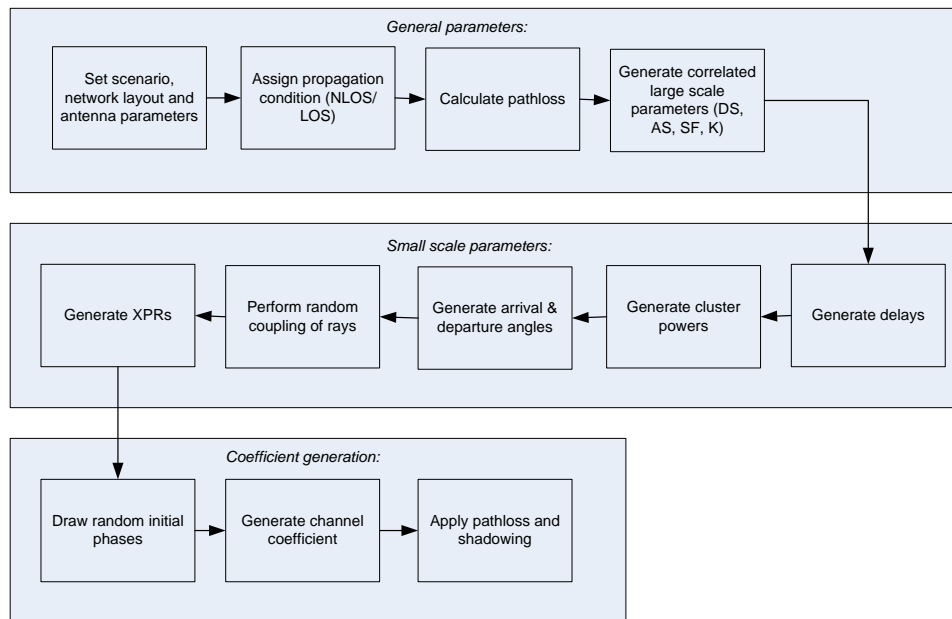 General parameters:
Set scenario,
network layout and
antenna parameters
Assign propagation
condition (NLOS/
LOS)
Calculate pathloss
Generate correlated
large scale
parameters (DS,
AS, SF, K)
Small scale parameters:
Generate delays
Generate cluster
powers
Generate arrival &
departure angles
Perform random
coupling of rays
Generate XPRs
Coefficient generation:
Draw random initial
phases
Generate channel
coefficient
Apply pathloss and
shadowing